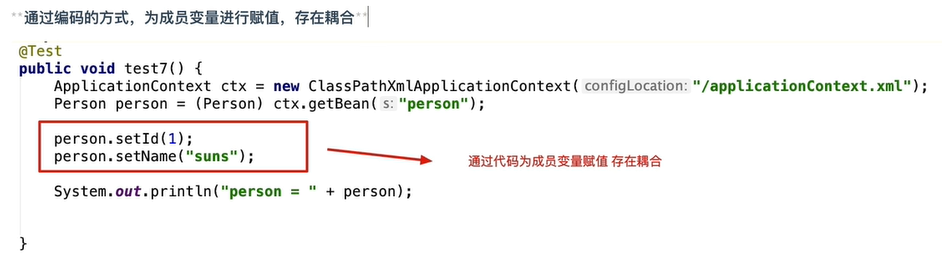 **通过编码的方式，为成员变量进行赋值，存在耦合**
@Test
public void test7() {
ApplicationContext ctx = new ClassPathXmlApplicationContext( configLocation: "/applicationContext.xml");
Person person = (Person) ctx.getBean( s: "person");
person.setId(1);
person.setName("suns");
通过代码为成员变量赋值 存在耦合
System.out.println("person = " + person);
}